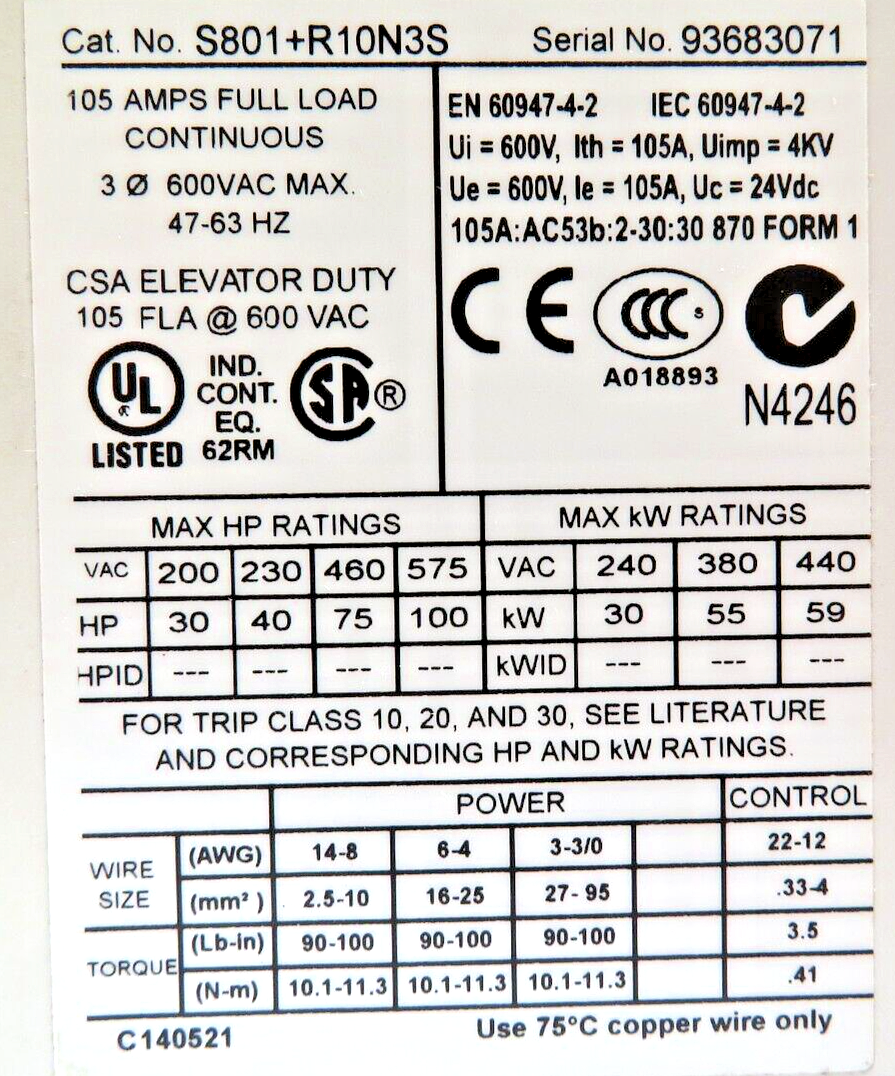 Cat. No. S801+R10N3S Serial No. 93683071
105 AMPS FULL LOAD
CONTINUOUS
3 Ø 600VAC MAX.
47-63 HZ
CSA ELEVATOR DUTY
105 FLA @ 600 VAC
UL
LISTED
IND.
CONT.
EQ.
62RM
SA ®
EN 60947-4-2 IEC 60947-4-2
Ui = 600V, Ith = 105A, Uimp = 4KV
Ue = 600V, Ie = 105A, Uc = 24Vdc
105A:AC53b:2-30:30 870 FORM 1
CE
CCC S
A018893
N4246
MAX HP RATINGS MAX kW RATINGS
VAC 200 230 460 575 VAC 240 380 440
HP 30 40 75 100 kW 30 55 59
HPID --- --- --- --- kWID --- --- ---
FOR TRIP CLASS 10, 20, AND 30, SEE LITERATURE
AND CORRESPONDING HP AND kW RATINGS.
POWER CONTROL
WIRE SIZE (AWG) 14-8 6-4 3-3/0 22-12
(mm²) 2.5-10 16-25 27-95 .33-4
TORQUE (Lb-in) 90-100 90-100 90-100 3.5
(N-m) 10.1-11.3 10.1-11.3 10.1-11.3 .41
C140521 Use 75°C copper wire only